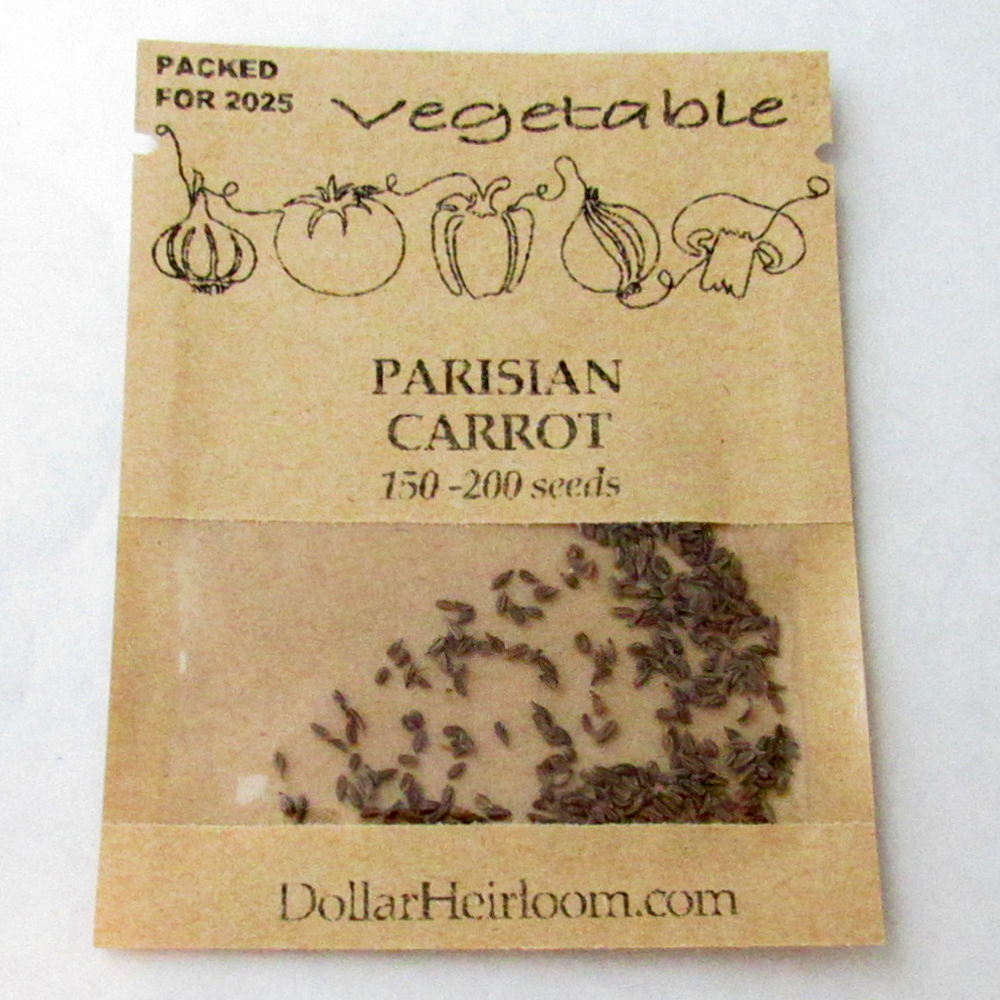 PACKED
FOR 2025
vegetable
PARISIAN
CARROT
150 -200 seeds
DollarHeirloom.com